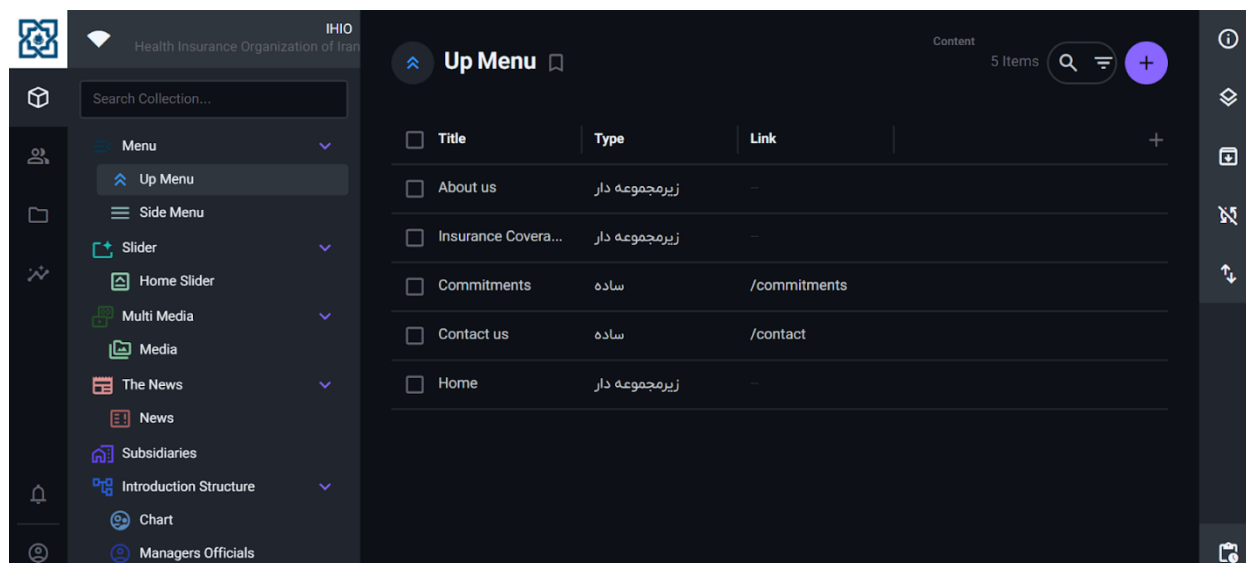 IHIO
Health Insurance Organization of Iran
Search Collection...
Menu
Up Menu
Side Menu
Slider
Home Slider
Multi Media
Media
The News
News
Subsidiaries
Introduction Structure
Chart
Managers Officials
Content
Up Menu
5 Items
Title Type Link
About us زیرمجموعه دار --
Insurance Covera... زیرمجموعه دار --
Commitments ساده /commitments
Contact us ساده /contact
Home زیرمجموعه دار --